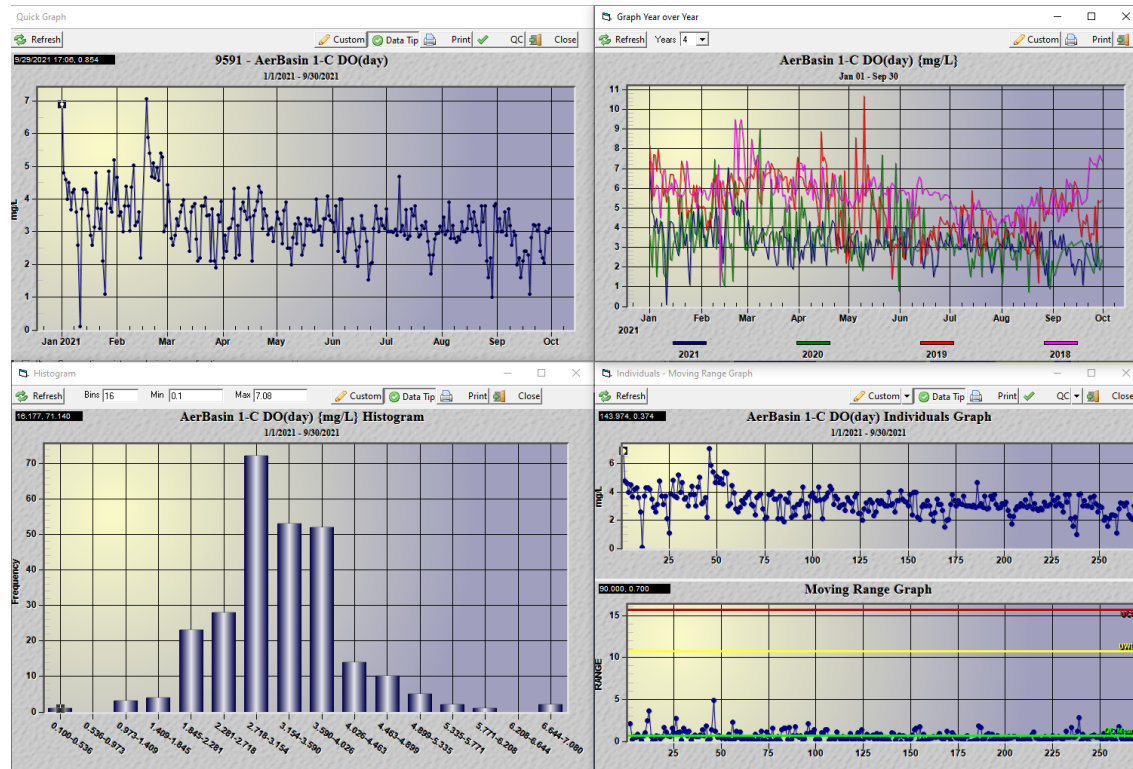 Quick Graph
Refresh Custom Data Tip Print QC Close
9/29/2021 17:06, 0.854
9591 - AerBasin 1-C DO(day)
1/1/2021 - 9/30/2021
7
6
5
4
3
2
1
0
mg/L
Jan 2021 Feb Mar Apr May Jun Jul Aug Sep Oct
Graph Year over Year
Refresh Years 4 Custom Print
AerBasin 1-C DO(day) {mg/L}
Jan 01 - Sep 30
11
10
9
8
7
6
5
4
3
2
1
0
Jan Feb Mar Apr May Jun Jul Aug Sep Oct
2021
2021 2020 2019 2018
Histogram
Refresh Bins 16 Min 0.1 Max 7.08 Custom Data Tip Print Close
16.177, 71.140
AerBasin 1-C DO(day) {mg/L} Histogram
1/1/2021 - 9/30/2021
70
60
50
40
30
20
10
0
Frequency
0.100-0.536 0.536-0.973 0.973-1.409 1.409-1.845 1.845-2.281 2.281-2.718 2.718-3.154 3.154-3.590 3.590-4.026 4.026-4.463 4.463-4.899 4.899-5.335 5.335-5.771 5.771-6.208 6.208-6.644 6.644-7.080
Individuals - Moving Range Graph
Refresh Custom Data Tip Print QC Close
143.974, 0.374
AerBasin 1-C DO(day) Individuals Graph
1/1/2021 - 9/30/2021
6
4
2
0
mg/L
25 50 75 100 125 150 175 200 225 250
90.000, 0.700
Moving Range Graph
15
10
5
0
RANGE
25 50 75 100 125 150 175 200 225 250